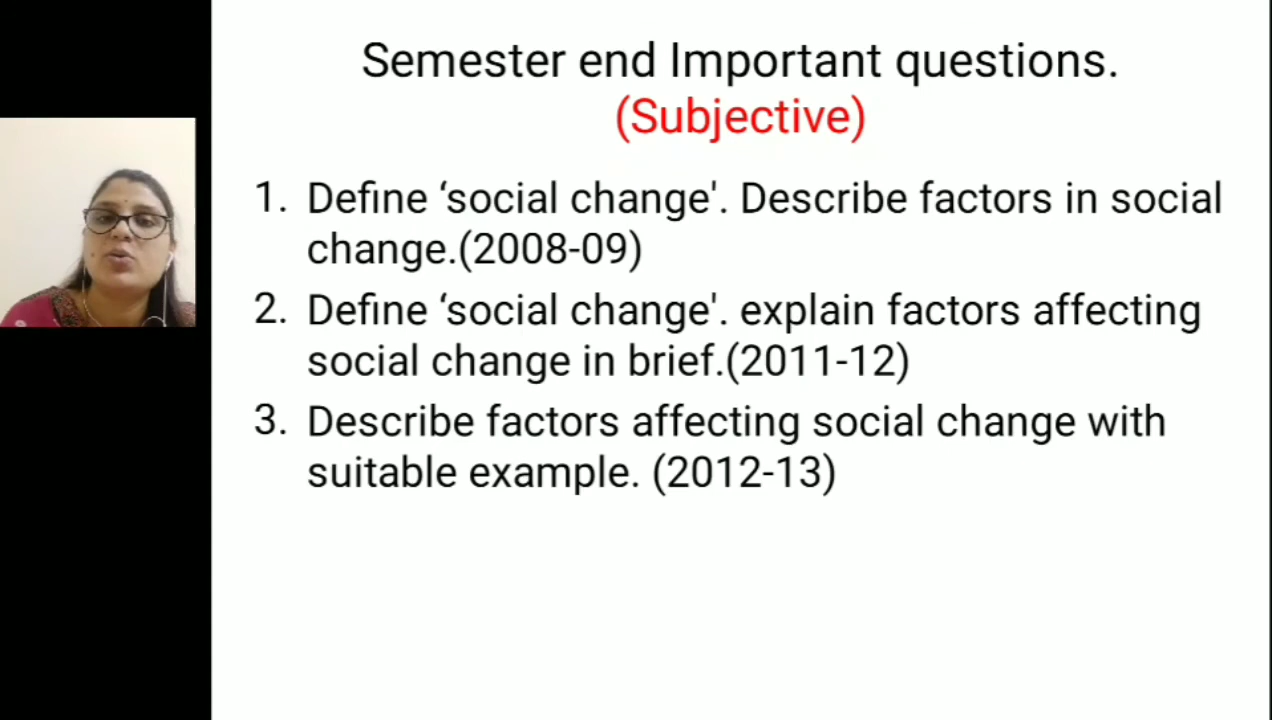 Semester end Important questions.
(Subjective)
1. Define ‘social change'. Describe factors in social
change.(2008-09)
2. Define ‘social change'. explain factors affecting
social change in brief.(2011-12)
3. Describe factors affecting social change with
suitable example. (2012-13)